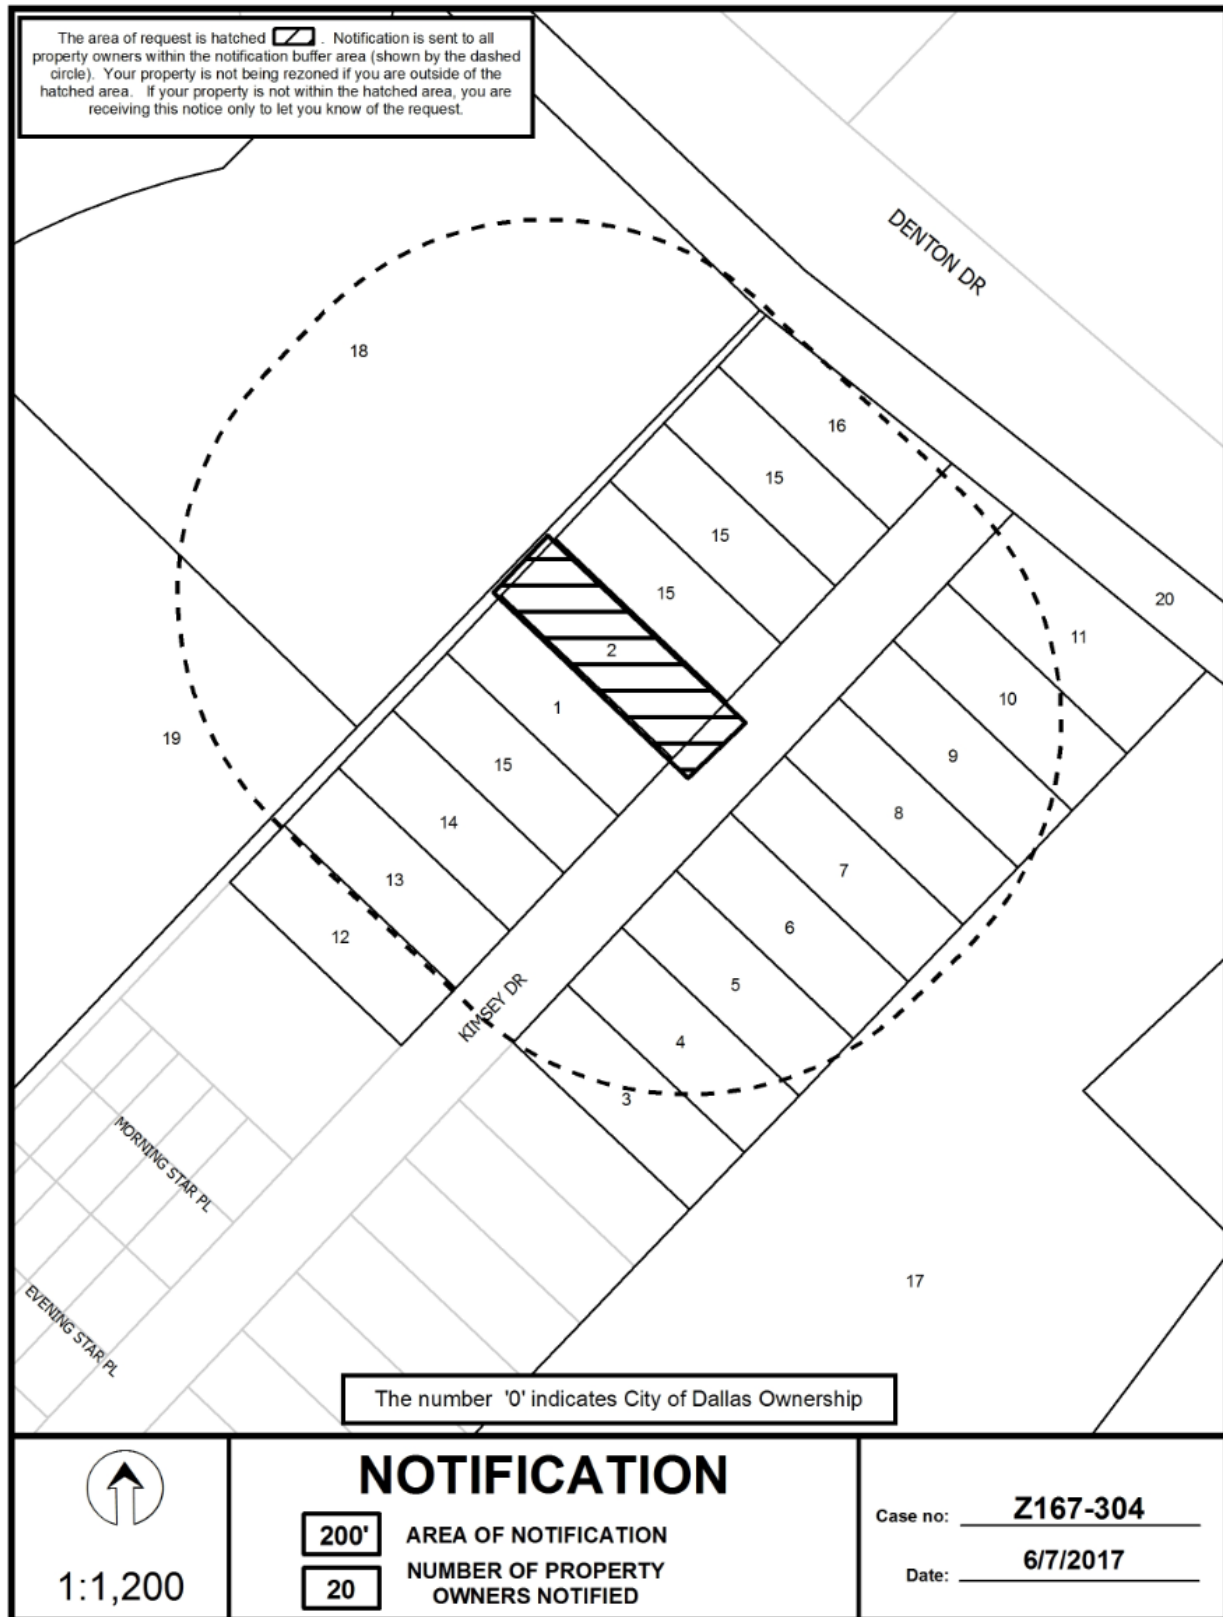 The area of request is hatched . Notification is sent to all
property owners within the notification buffer area (shown by the dashed
circle). Your property is not being rezoned if you are outside of the
hatched area. If your property is not within the hatched area, you are
receiving this notice only to let you know of the request.
DENTON DR
18
16
15
15
15
20
11
2
10
1
9
19
15
8
14
7
13
6
12
5
KIMSEY DR
4
3
MORNING STAR PL
17
EVENING STAR PL
The number '0' indicates City of Dallas Ownership
1:1,200
NOTIFICATION
200' AREA OF NOTIFICATION
20 NUMBER OF PROPERTY
OWNERS NOTIFIED
Case no: Z167-304
Date: 6/7/2017